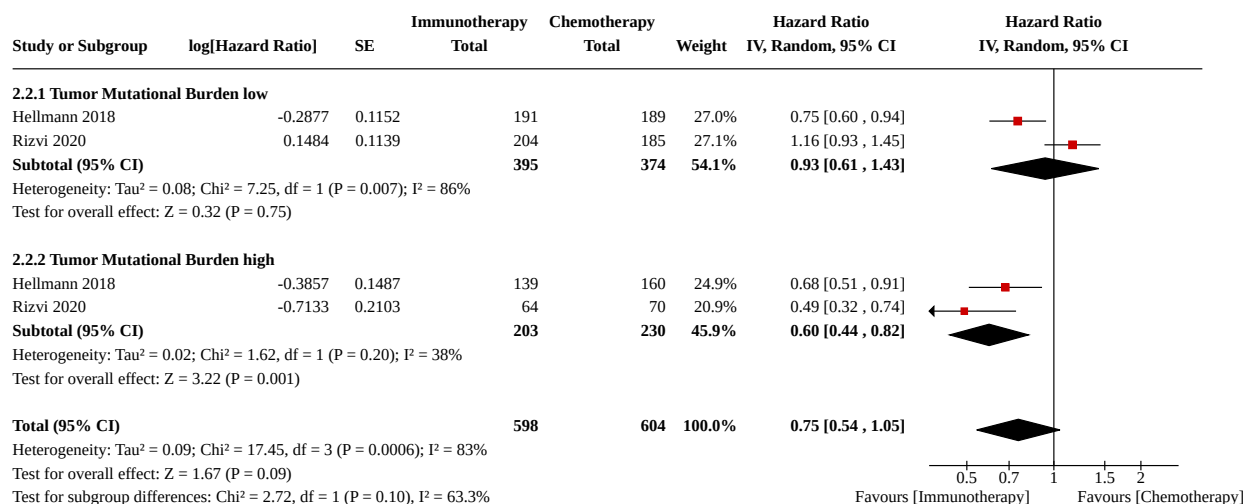 Immunotherapy Chemotherapy Hazard Ratio Hazard Ratio
Study or Subgroup log[Hazard Ratio] SE Total Total Weight IV, Random, 95% CI IV, Random, 95% CI
2.2.1 Tumor Mutational Burden low
Hellmann 2018 -0.2877 0.1152 191 189 27.0% 0.75 [0.60 , 0.94]
Rizvi 2020 0.1484 0.1139 204 185 27.1% 1.16 [0.93 , 1.45]
Subtotal (95% CI) 395 374 54.1% 0.93 [0.61 , 1.43]
Heterogeneity: Tau² = 0.08; Chi² = 7.25, df = 1 (P = 0.007); I² = 86%
Test for overall effect: Z = 0.32 (P = 0.75)
2.2.2 Tumor Mutational Burden high
Hellmann 2018 -0.3857 0.1487 139 160 24.9% 0.68 [0.51 , 0.91]
Rizvi 2020 -0.7133 0.2103 64 70 20.9% 0.49 [0.32 , 0.74]
Subtotal (95% CI) 203 230 45.9% 0.60 [0.44 , 0.82]
Heterogeneity: Tau² = 0.02; Chi² = 1.62, df = 1 (P = 0.20); I² = 38%
Test for overall effect: Z = 3.22 (P = 0.001)
Total (95% CI) 598 604 100.0% 0.75 [0.54 , 1.05]
Heterogeneity: Tau² = 0.09; Chi² = 17.45, df = 3 (P = 0.0006); I² = 83%
Test for overall effect: Z = 1.67 (P = 0.09) 0.5 0.7 1 1.5 2
Test for subgroup differences: Chi² = 2.72, df = 1 (P = 0.10), I² = 63.3% Favours [Immunotherapy] Favours [Chemotherapy]